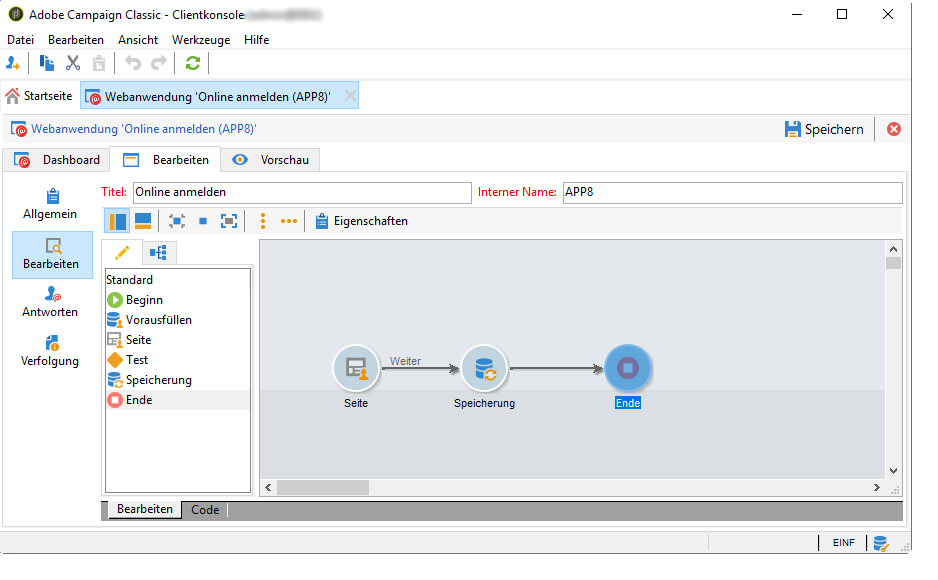 Adobe Campaign Classic - Clientkonsole
Datei Bearbeiten Ansicht Werkzeuge Hilfe
Startseite Webanwendung 'Online anmelden (APP8)'
Webanwendung 'Online anmelden (APP8)' Speichern
Dashboard Bearbeiten Vorschau
Allgemein
Bearbeiten
Antworten
Verfolgung
Titel: Online anmelden Interner Name: APP8
Eigenschaften
Standard
Beginn
Vorausfüllen
Seite
Test
Speicherung
Ende
Weiter
Seite Speicherung Ende
Bearbeiten Code
EINF